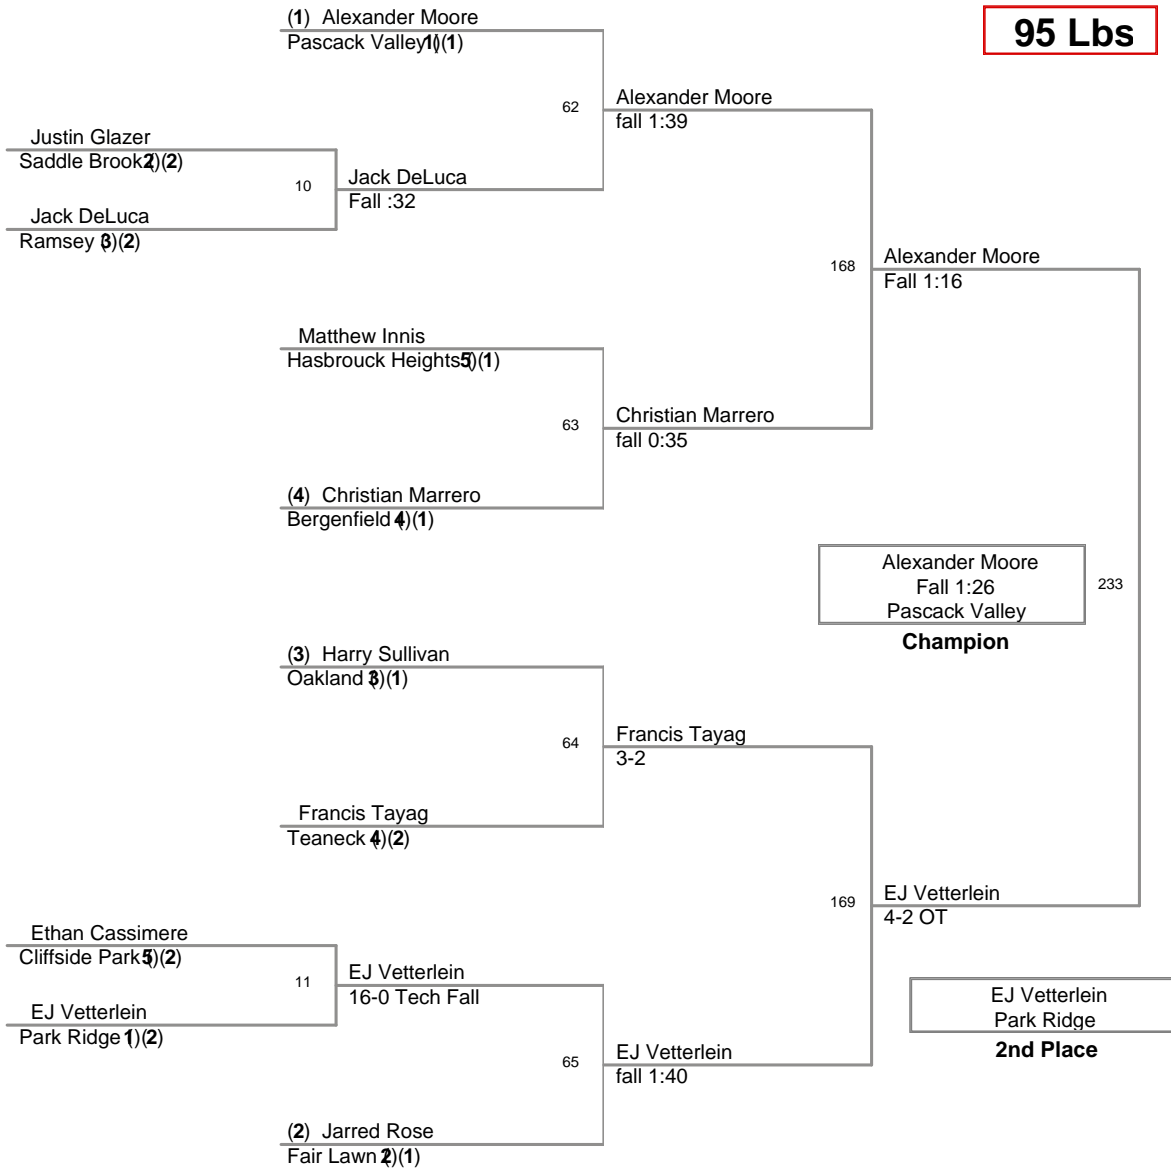 (1) Alexander Moore
Pascack Valley 1()(1)
95 Lbs
62
Alexander Moore
fall 1:39
Justin Glazer
Saddle Brook 2()(2)
10
Jack DeLuca
Fall :32
Jack DeLuca
Ramsey 3()(2)
168
Alexander Moore
Fall 1:16
Matthew Innis
Hasbrouck Heights 5()(1)
63
Christian Marrero
fall 0:35
(4) Christian Marrero
Bergenfield 4()(1)
Alexander Moore
Fall 1:26
Pascack Valley
233
Champion
(3) Harry Sullivan
Oakland 3()(1)
64
Francis Tayag
3-2
Francis Tayag
Teaneck 4()(2)
169
EJ Vetterlein
4-2 OT
Ethan Cassimere
Cliffside Park 5()(2)
11
EJ Vetterlein
16-0 Tech Fall
EJ Vetterlein
Park Ridge 1()(2)
EJ Vetterlein
Park Ridge
2nd Place
65
EJ Vetterlein
fall 1:40
(2) Jarred Rose
Fair Lawn 2()(1)